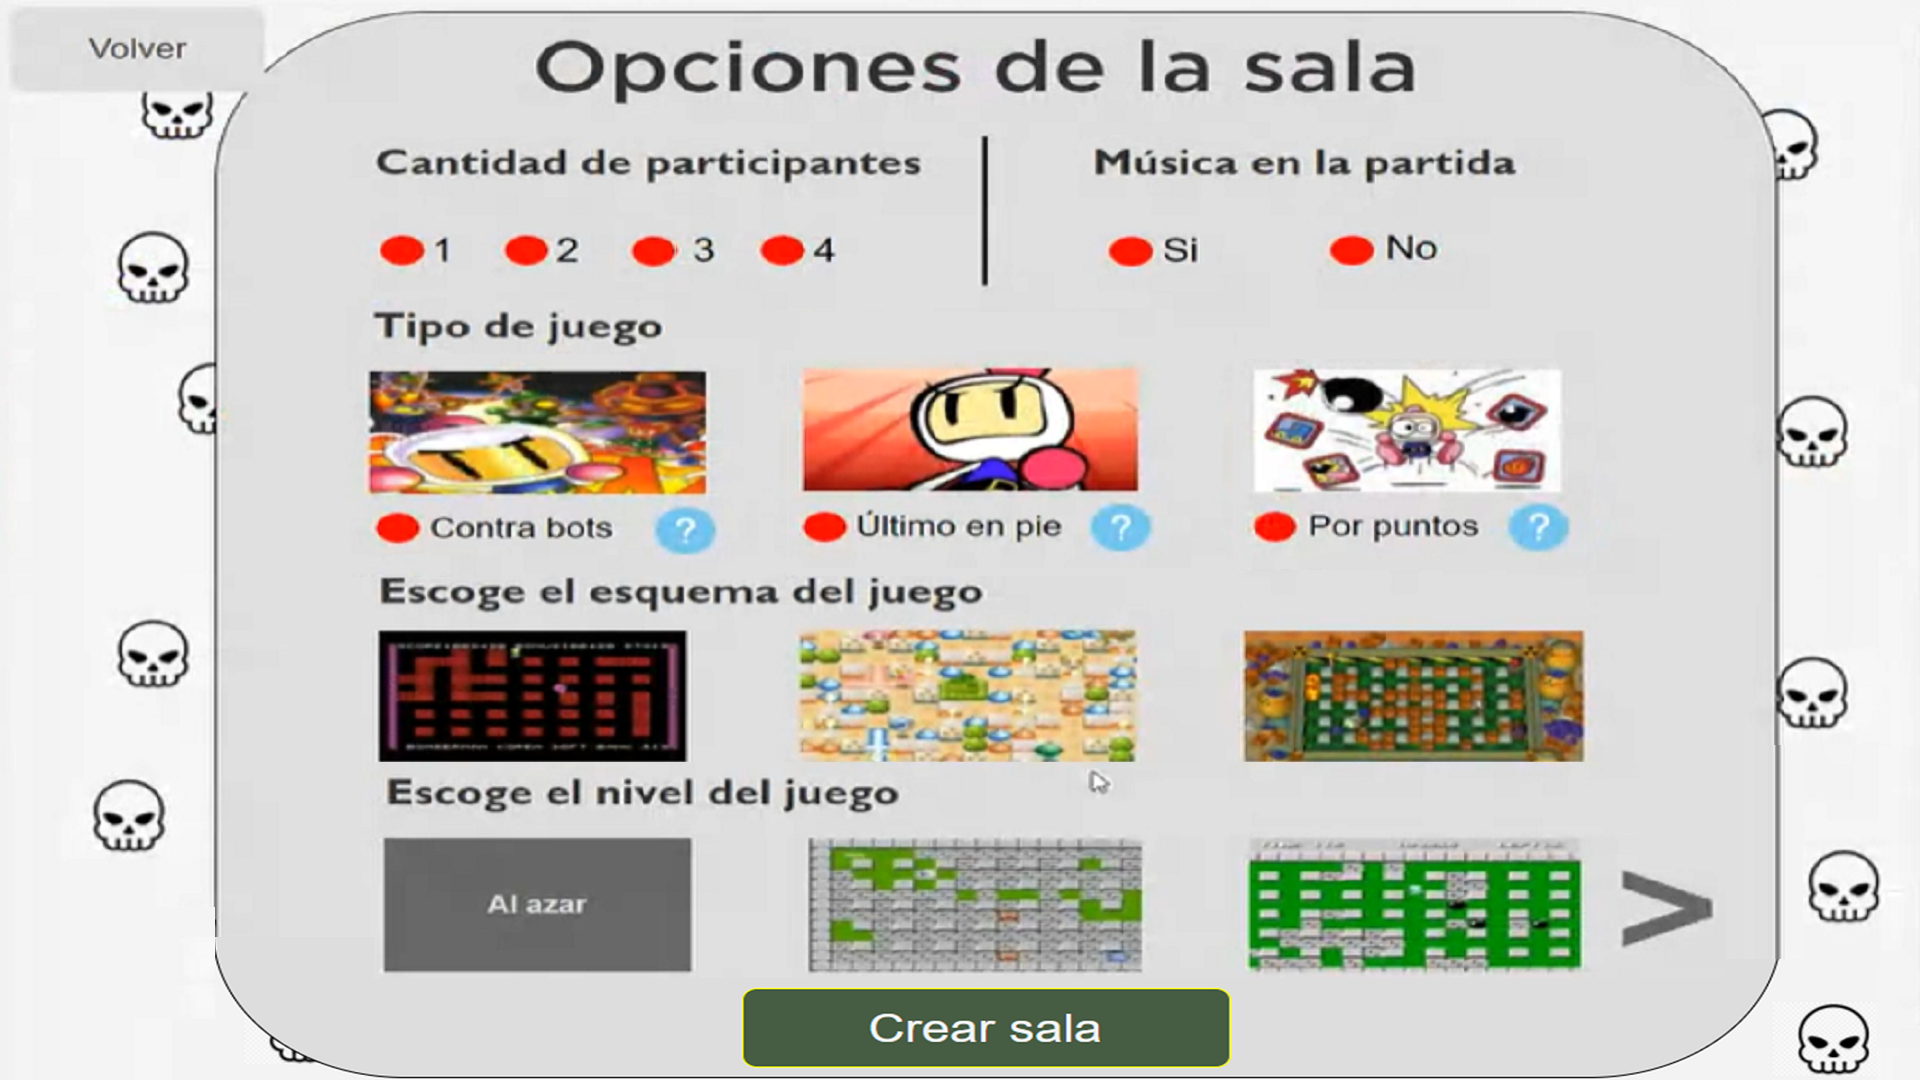 Volver
Opciones de la sala
Cantidad de participantes
Música en la partida
1 2 3 4
Si No
Tipo de juego
Contra bots ?
Último en pie ?
Por puntos ?
Escoge el esquema del juego
Escoge el nivel del juego
Al azar
>
Crear sala